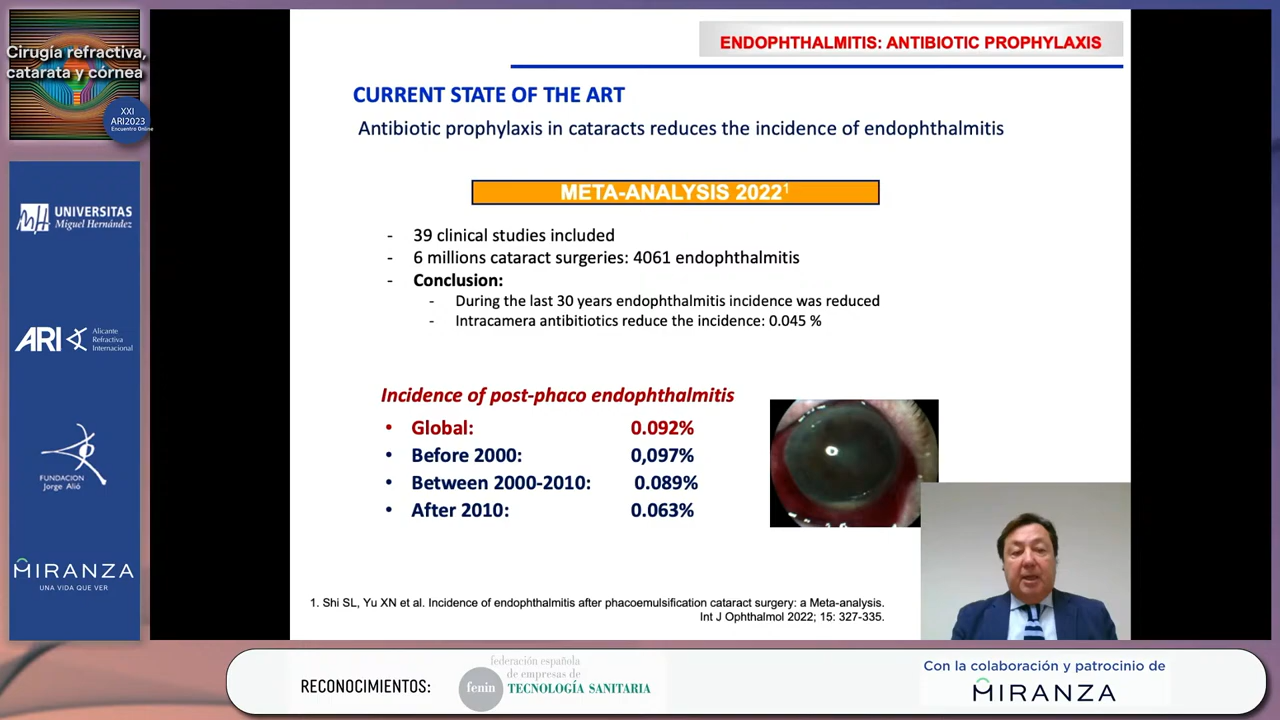 Cirugía refractiva,
catarata y córnea
XXI
ARI2023
Encuentro Online
UNIVERSITAS
Miguel Hernández
ARI
Alicante
Refractiva
Internacional
FUNDACION
Jorge Alió
MIRANZA
UNA VIDA QUE VER
ENDOPHTHALMITIS: ANTIBIOTIC PROPHYLAXIS
CURRENT STATE OF THE ART
Antibiotic prophylaxis in cataracts reduces the incidence of endophthalmitis
META-ANALYSIS 2022¹
- 39 clinical studies included
- 6 millions cataract surgeries: 4061 endophthalmitis
- Conclusion:
- During the last 30 years endophthalmitis incidence was reduced
- Intracamera antibitiotics reduce the incidence: 0.045 %
Incidence of post-phaco endophthalmitis
• Global: 0.092%
• Before 2000: 0,097%
• Between 2000-2010: 0.089%
• After 2010: 0.063%
1. Shi SL, Yu XN et al. Incidence of endophthalmitis after phacoemulsification cataract surgery: a Meta-analysis.
Int J Ophthalmol 2022; 15: 327-335.
RECONOCIMIENTOS:
fenin
federación española
de empresas de
TECNOLOGÍA SANITARIA
Con la colaboración y patrocinio de
MIRANZA